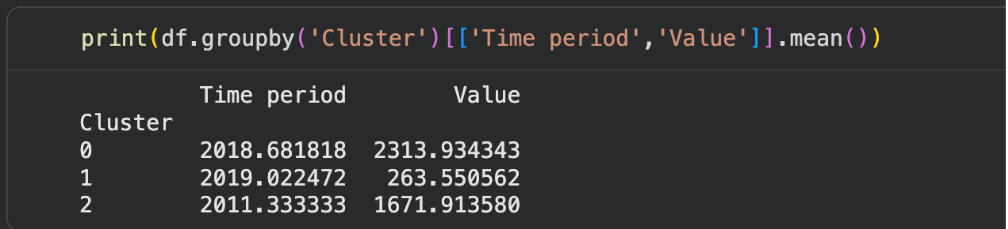 print(df.groupby('Cluster')[['Time period','Value']].mean())
Time period Value
Cluster
0 2018.681818 2313.934343
1 2019.022472 263.550562
2 2011.333333 1671.913580